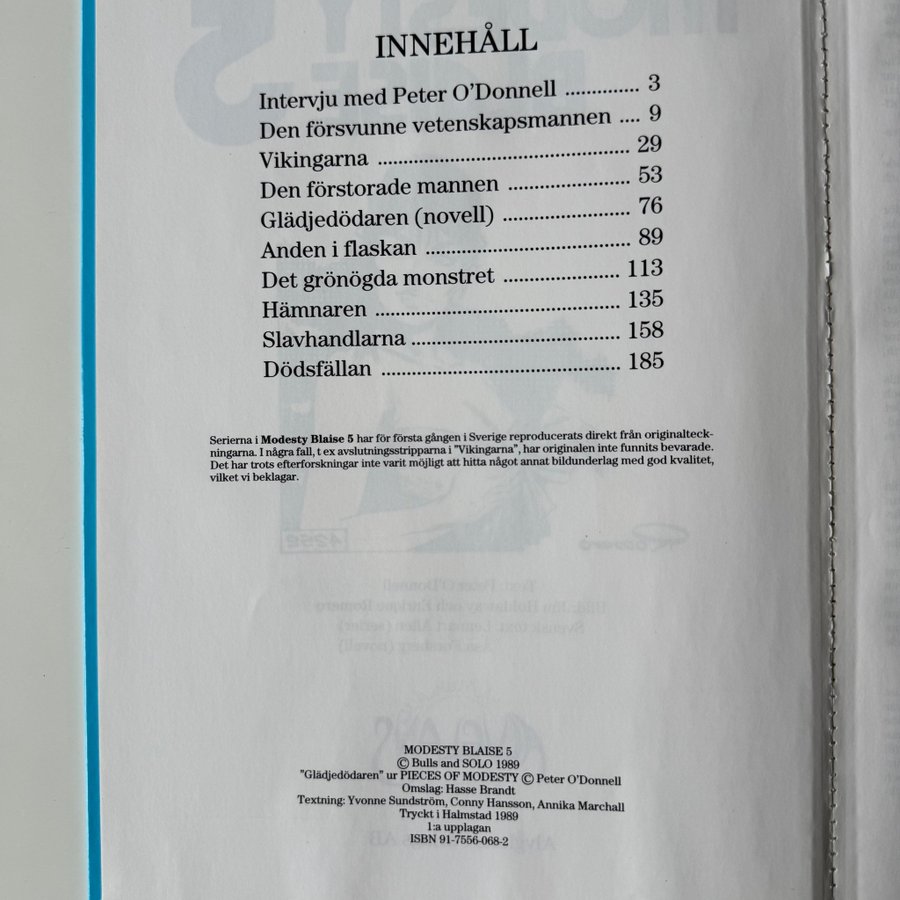 INNEHÅLL
Intervju med Peter O'Donnell .............. 3
Den försvunne vetenskapsmannen .... 9
Vikingarna ................................................ 29
Den förstorade mannen ....................... 53
Glädjedödaren (novell) ........................ 76
Anden i flaskan ....................................... 89
Det grönögda monstret ...................... 113
Hämnaren .............................................. 135
Slavhandlarna ........................................ 158
Dödsfällan ............................................. 185
Serierna i Modesty Blaise 5 har för första gången i Sverige reproducerats direkt från originalteck-
ningarna. I några fall, t ex avslutningsstripparna i "Vikingarna", har originalen inte funnits bevarade.
Det har trots efterforskningar inte varit möjligt att hitta något annat bildunderlag med god kvalitet,
vilket vi beklagar.
MODESTY BLAISE 5
© Bulls and SOLO 1989
"Glädjedödaren" ur PIECES OF MODESTY © Peter O'Donnell
Omslag: Hasse Brandt
Textning: Yvonne Sundström, Conny Hansson, Annika Marchall
Tryckt i Halmstad 1989
1:a upplagan
ISBN 91-7556-068-2